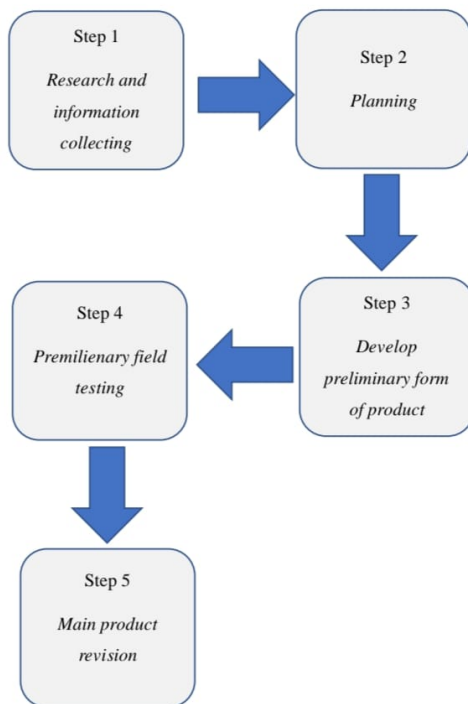 Step 1
Research and
information
collecting
Step 2
Planning
Step 3
Develop
preliminary form
of product
Step 4
Premilienary field
testing
Step 5
Main product
revision